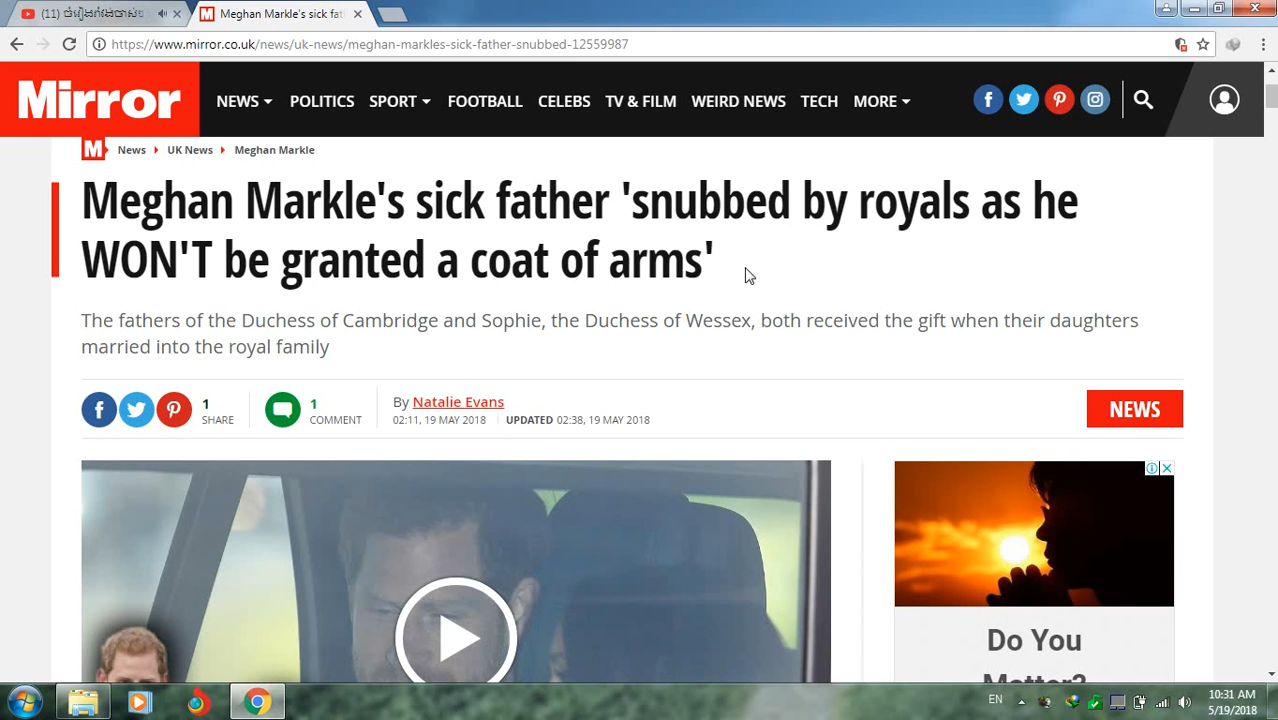 Meghan Markle's sick fat
https://www.mirror.co.uk/news/uk-news/meghan-markles-sick-father-snubbed-12559987
Mirror
NEWS POLITICS SPORT FOOTBALL CELEBS TV & FILM WEIRD NEWS TECH MORE
M News UK News Meghan Markle
Meghan Markle's sick father 'snubbed by royals as he
WON'T be granted a coat of arms'
The fathers of the Duchess of Cambridge and Sophie, the Duchess of Wessex, both received the gift when their daughters
married into the royal family
1
SHARE
1
COMMENT
By Natalie Evans
02:11, 19 MAY 2018 UPDATED 02:38, 19 MAY 2018
NEWS
Do You
Matter?
EN
10:31 AM
5/19/2018